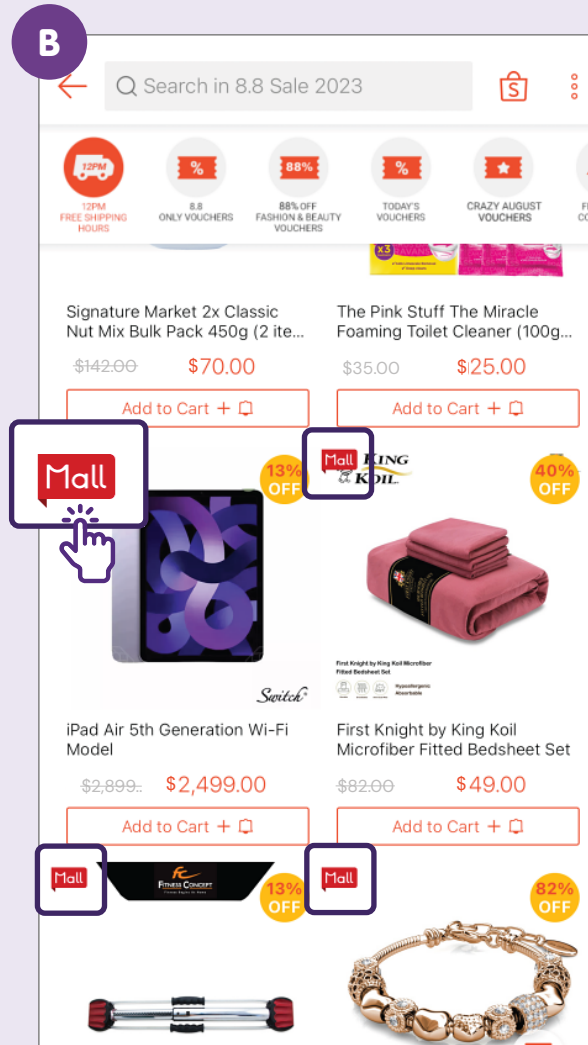 B
Search in 8.8 Sale 2023
S
12PM
%
88%
%
12PM
FREE SHIPPING
HOURS
8.8
ONLY VOUCHERS
88% OFF
FASHION & BEAUTY
VOUCHERS
TODAY'S
VOUCHERS
CRAZY AUGUST
VOUCHERS
x3
Signature Market 2x Classic
Nut Mix Bulk Pack 450g (2 ite...
The Pink Stuff The Miracle
Foaming Toilet Cleaner (100g...
$142.00 $70.00
$35.00 $25.00
Add to Cart +
Add to Cart +
Mall
13%
OFF
Mall
KING
KOIL
40%
OFF
Switch
First Knight by King Koil Microfiber
Fitted Bedsheet Set
Hypoallergenic
Absorbable
iPad Air 5th Generation Wi-Fi
Model
First Knight by King Koil
Microfiber Fitted Bedsheet Set
$2,899.. $2,499.00
$82.00 $49.00
Add to Cart +
Add to Cart +
Mall
FC
FITNESS CONCEPT
13%
OFF
Mall
82%
OFF